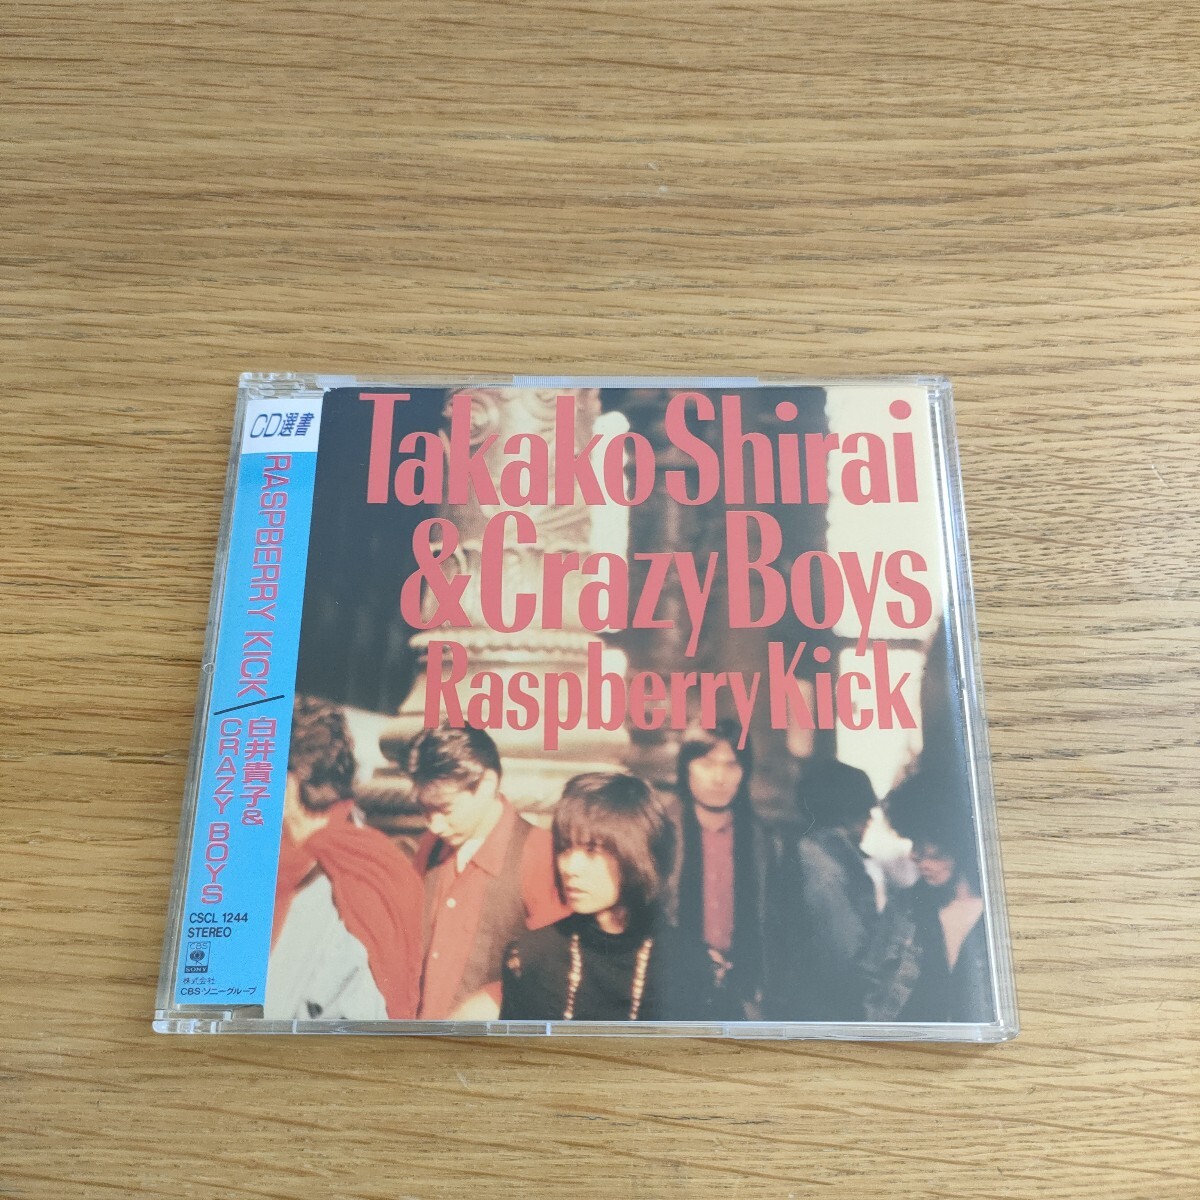 CD選書
RASPBERRY KICK/白井貴子&
CRAZY BOYS
CSCL 1244
STEREO
CBS
SONY
株式会社
CBS・ソニーグループ
Takako Shirai
& Crazy Boys
Raspberry Kick